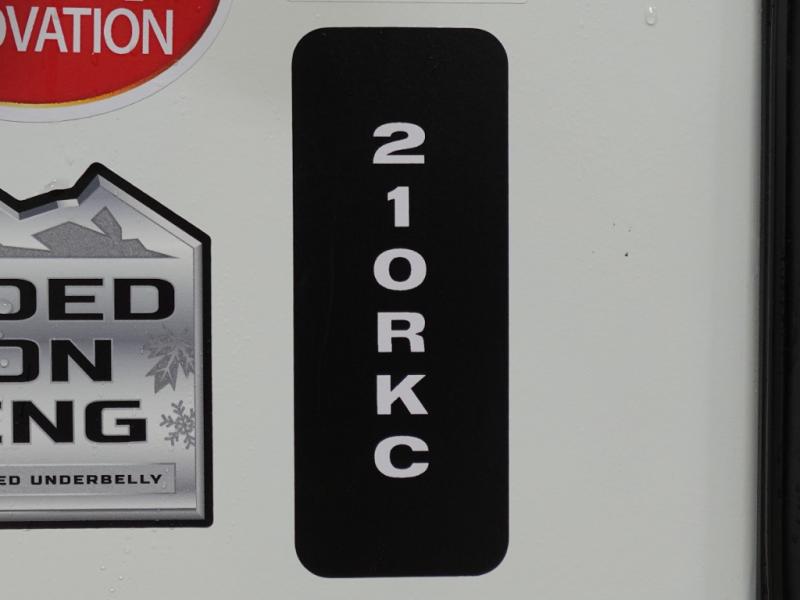 OVATION
DED
ON
ENG
ED UNDERBELLY
2
1
0
R
K
C